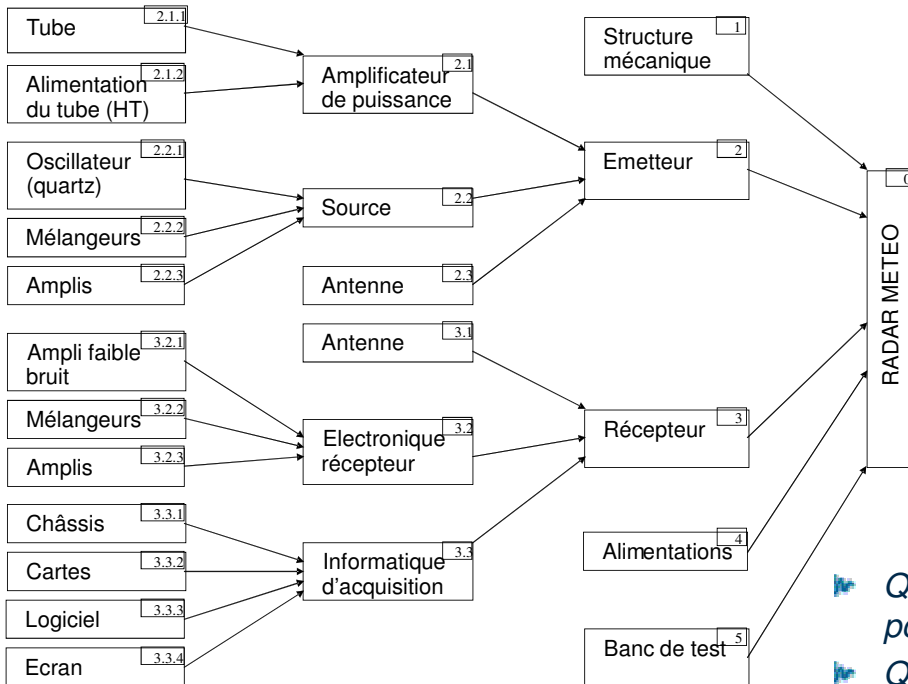 Tube
2.1.1
Alimentation
du tube (HT)
2.1.2
Oscillateur
(quartz)
2.2.1
Mélangeurs
2.2.2
Amplis
2.2.3
Ampli faible
bruit
3.2.1
Mélangeurs
3.2.2
Amplis
3.2.3
Châssis
3.3.1
Cartes
3.3.2
Logiciel
3.3.3
Ecran
3.3.4
Amplificateur
de puissance
2.1
Source
2.2
Antenne
2.3
Antenne
3.1
Electronique
récepteur
3.2
Informatique
d'acquisition
3.3
Structure
mécanique
1
Emetteur
2
Récepteur
3
Alimentations
4
Banc de test
5
RADAR METEO
0